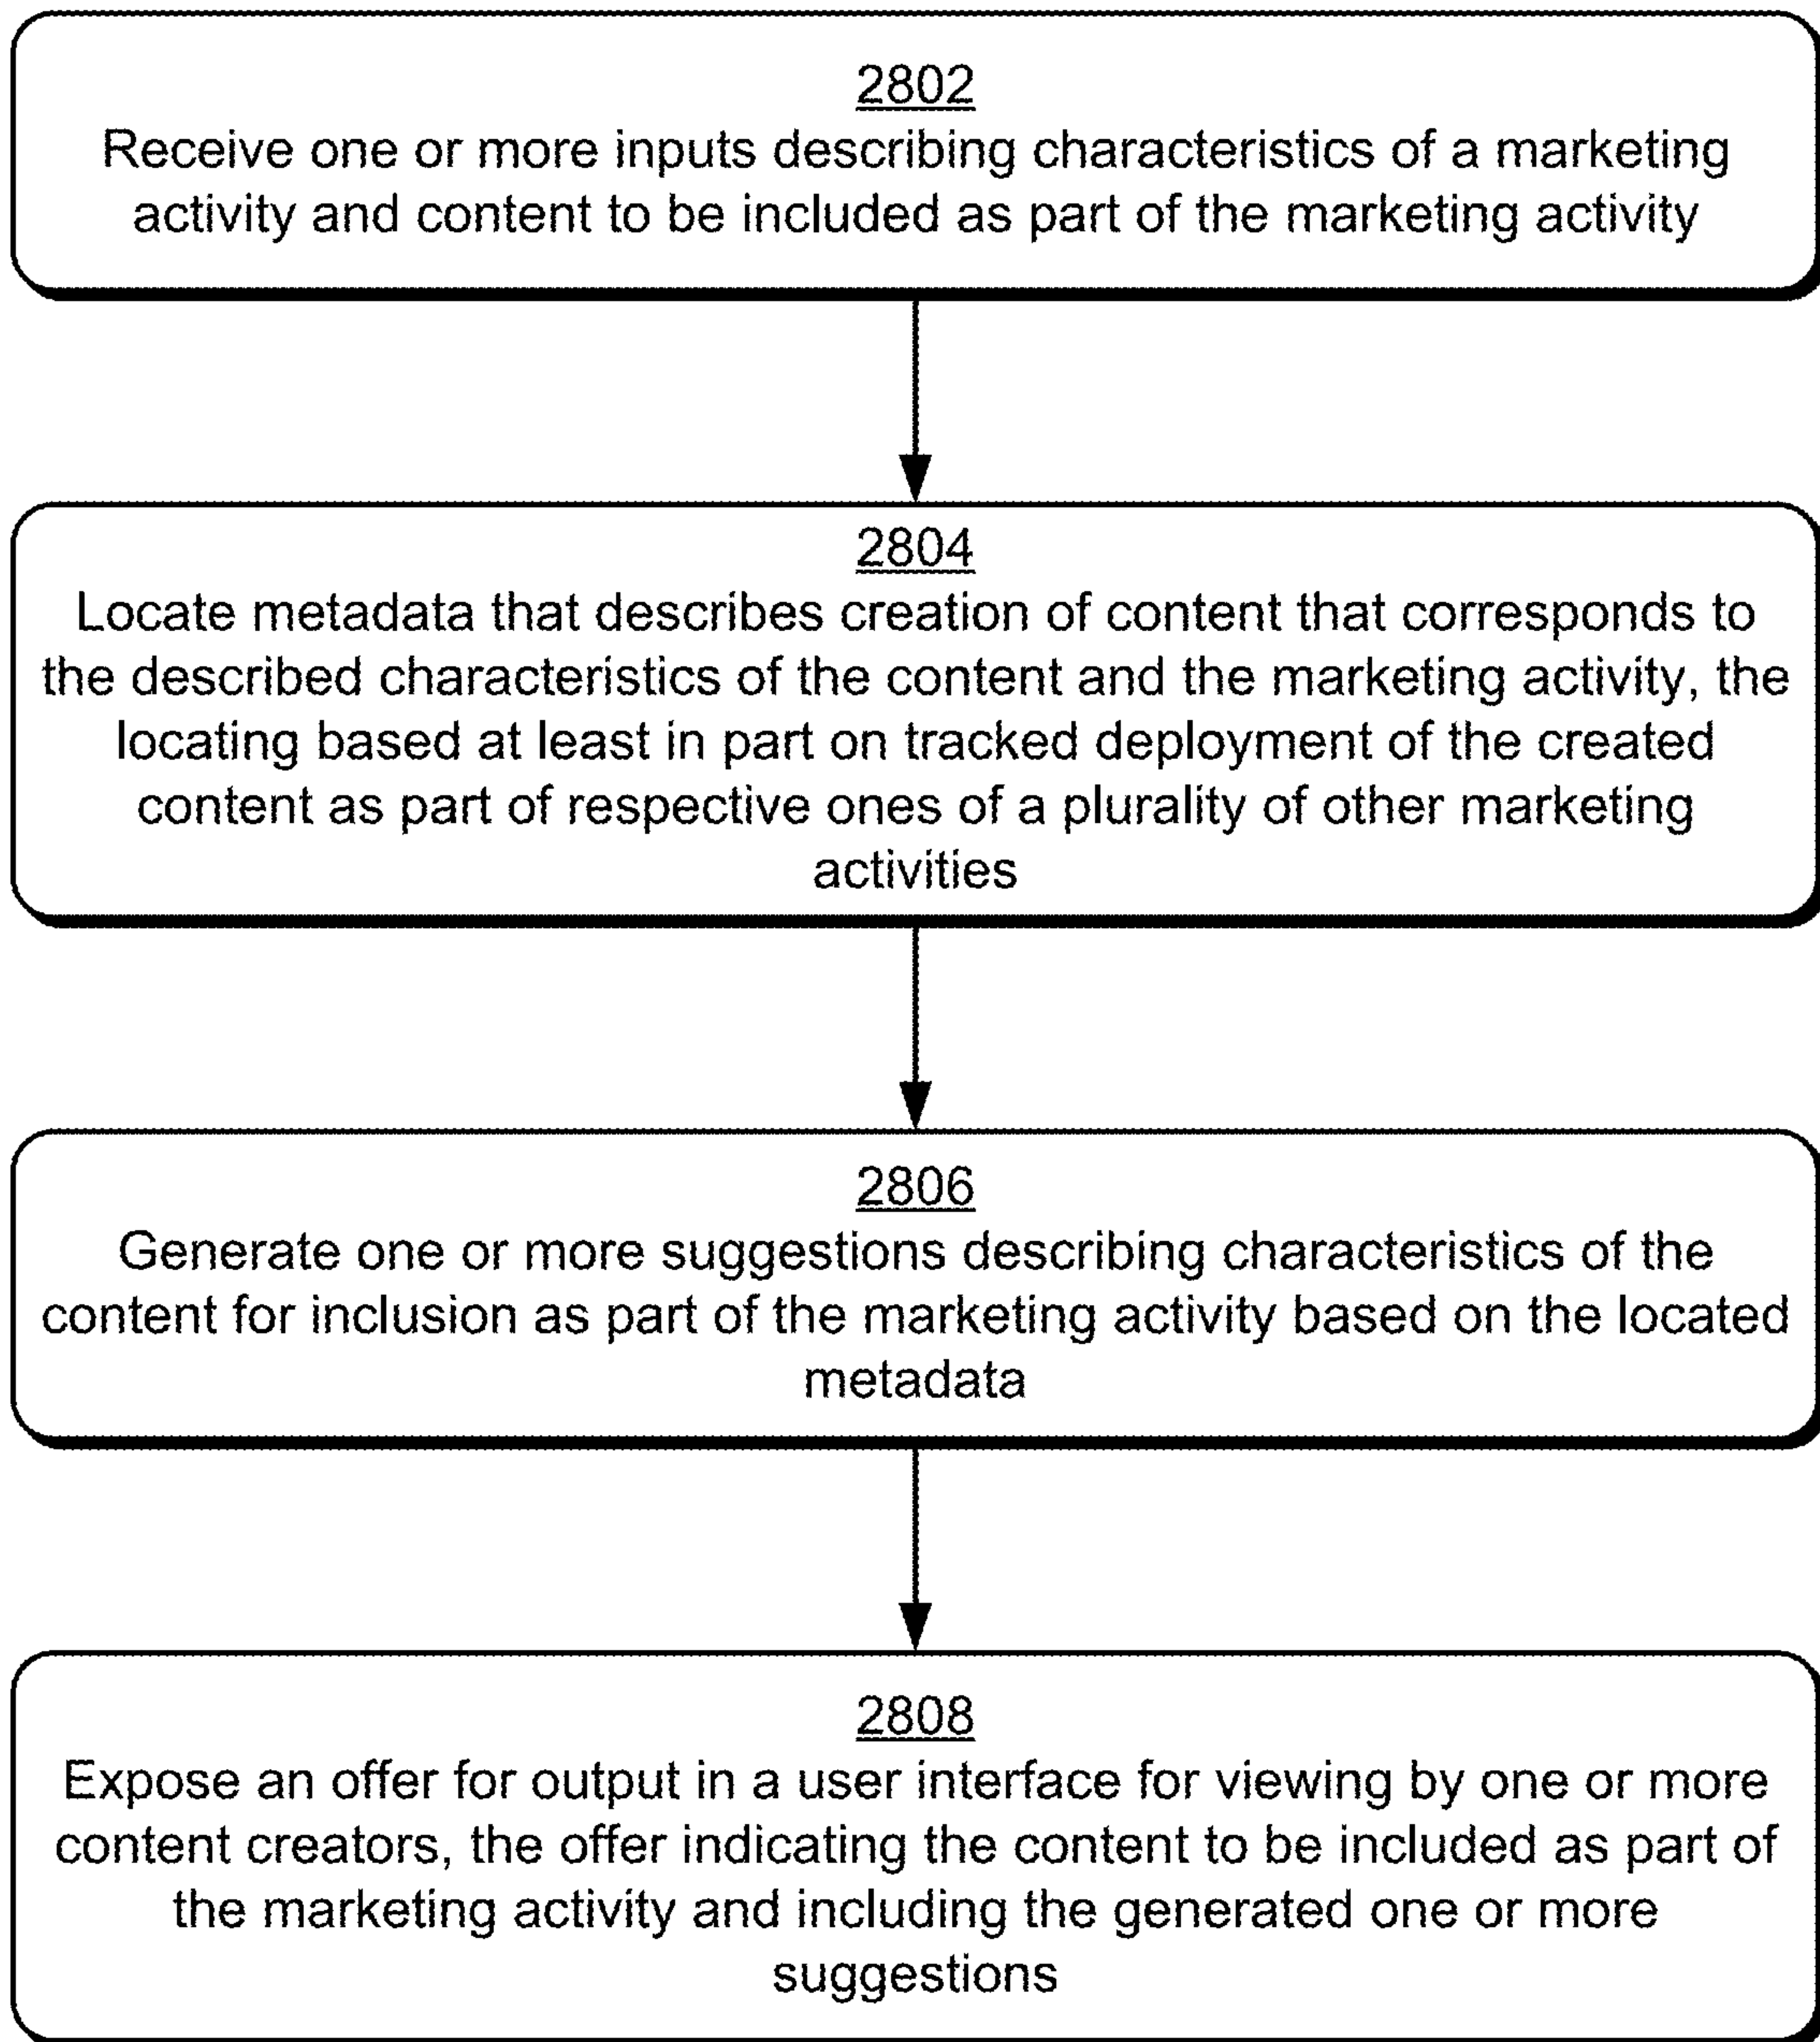 2802
Receive one or more inputs describing characteristics of a marketing
activity and content to be included as part of the marketing activity
2804
Locate metadata that describes creation of content that corresponds to
the described characteristics of the content and the marketing activity, the
locating based at least in part on tracked deployment of the created
content as part of respective ones of a plurality of other marketing
activities
2806
Generate one or more suggestions describing characteristics of the
content for inclusion as part of the marketing activity based on the located
metadata
2808
Expose an offer for output in a user interface for viewing by one or more
content creators, the offer indicating the content to be included as part of
the marketing activity and including the generated one or more
suggestions